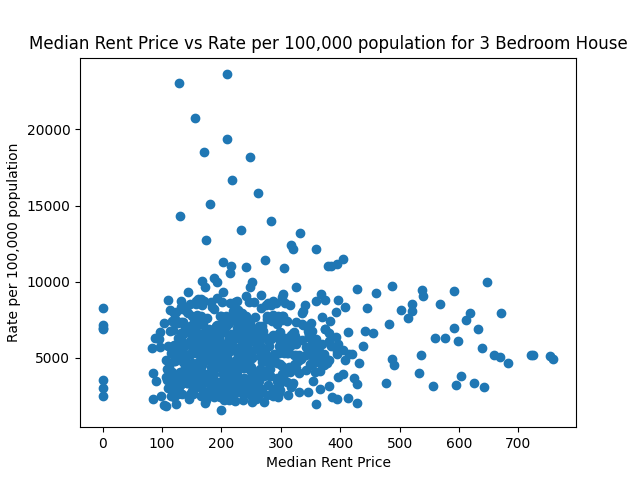 Median Rent Price vs Rate per 100,000 population for 3 Bedroom House
Rate per 100,000 population
20000
15000
10000
5000
0 100 200 300 400 500 600 700
Median Rent Price